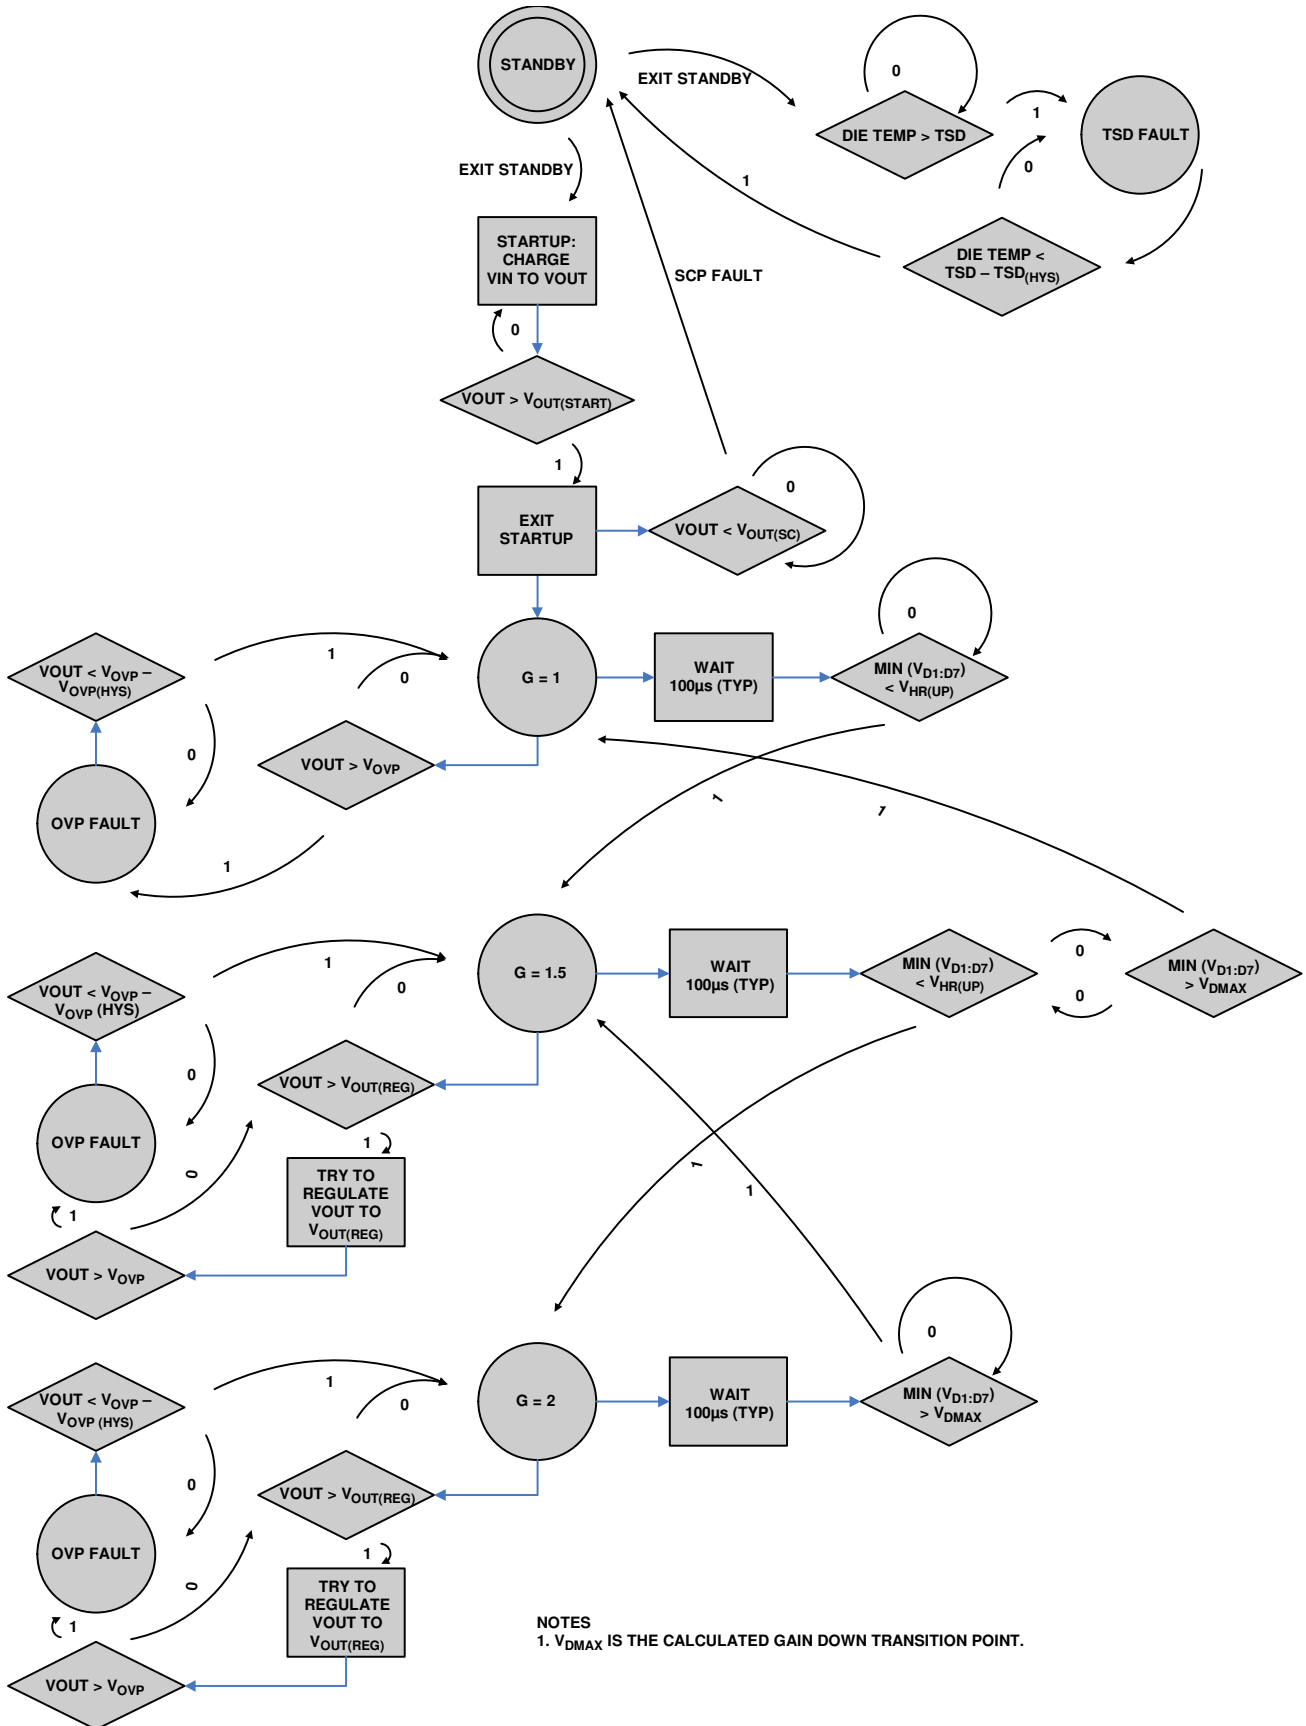 STANDBY
EXIT STANDBY
0
DIE TEMP > TSD
1
TSD FAULT
0
DIE TEMP <
TSD – TSD(HYS)
1
EXIT STANDBY
STARTUP:
CHARGE
VIN TO VOUT
SCP FAULT
0
VOUT > VOUT(START)
1
EXIT
STARTUP
VOUT < VOUT(SC)
0
VOUT < VOVP –
VOVP(HYS)
1
0
0
OVP FAULT
VOUT > VOVP
1
G = 1
WAIT
100µs (TYP)
MIN (VD1:D7)
< VHR(UP)
0
1
1
VOUT < VOVP –
VOVP (HYS)
1
0
0
OVP FAULT
VOUT > VOUT(REG)
1
TRY TO
REGULATE
VOUT TO
VOUT(REG)
0
1
VOUT > VOVP
G = 1.5
WAIT
100µs (TYP)
MIN (VD1:D7)
< VHR(UP)
0
0
MIN (VD1:D7)
> VDMAX
1
1
VOUT < VOVP –
VOVP (HYS)
1
0
0
OVP FAULT
VOUT > VOUT(REG)
1
TRY TO
REGULATE
VOUT TO
VOUT(REG)
0
1
VOUT > VOVP
G = 2
WAIT
100µs (TYP)
MIN (VD1:D7)
> VDMAX
0
NOTES
1. VDMAX IS THE CALCULATED GAIN DOWN TRANSITION POINT.